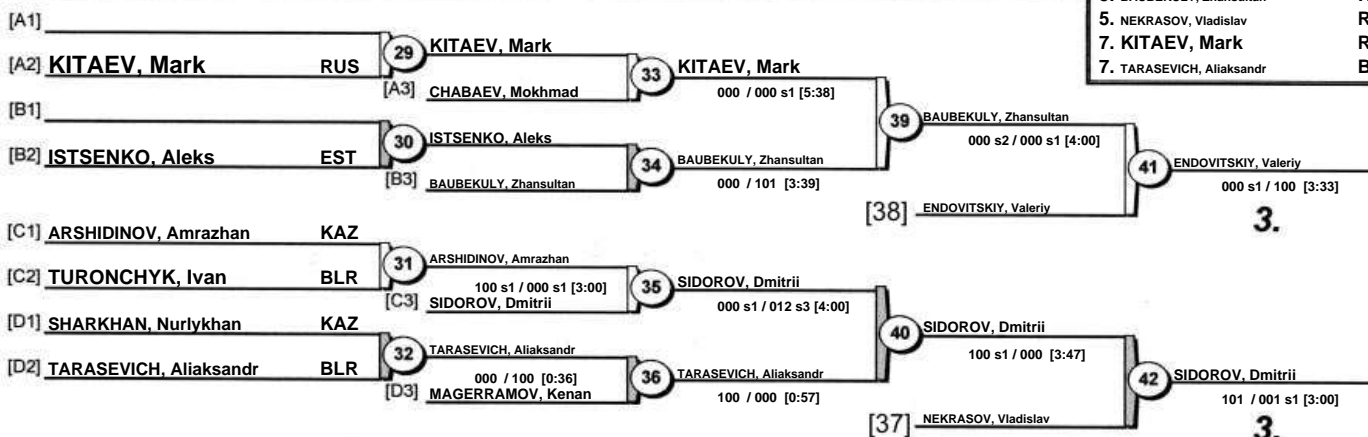 [A1]
[A2] KITAEV, Mark RUS
29 KITAEV, Mark
[A3] CHABAEV, Mokhmad
33 KITAEV, Mark
000 / 000 s1 [5:38]
[B1]
[B2] ISTSENKO, Aleks EST
30 ISTSENKO, Aleks
[B3] BAUBEKULY, Zhansultan
34 BAUBEKULY, Zhansultan
000 / 101 [3:39]
39 BAUBEKULY, Zhansultan
000 s2 / 000 s1 [4:00]
[38] ENDOVITSKIY, Valeriy
41 ENDOVITSKIY, Valeriy
000 s1 / 100 [3:33]
3.
[C1] ARSHIDINOV, Amrazhan KAZ
[C2] TURONCHYK, Ivan BLR
31 ARSHIDINOV, Amrazhan
100 s1 / 000 s1 [3:00]
[C3] SIDOROV, Dmitrii
35 SIDOROV, Dmitrii
000 s1 / 012 s3 [4:00]
[D1] SHARKHAN, Nurlykhan KAZ
[D2] TARASEVICH, Aliaksandr BLR
32 TARASEVICH, Aliaksandr
000 / 100 [0:36]
[D3] MAGERRAMOV, Kenan
36 TARASEVICH, Aliaksandr
100 / 000 [0:57]
40 SIDOROV, Dmitrii
100 s1 / 000 [3:47]
[37] NEKRASOV, Vladislav
42 SIDOROV, Dmitrii
101 / 001 s1 [3:00]
3.
5. NEKRASOV, Vladislav R
7. KITAEV, Mark R
7. TARASEVICH, Aliaksandr B